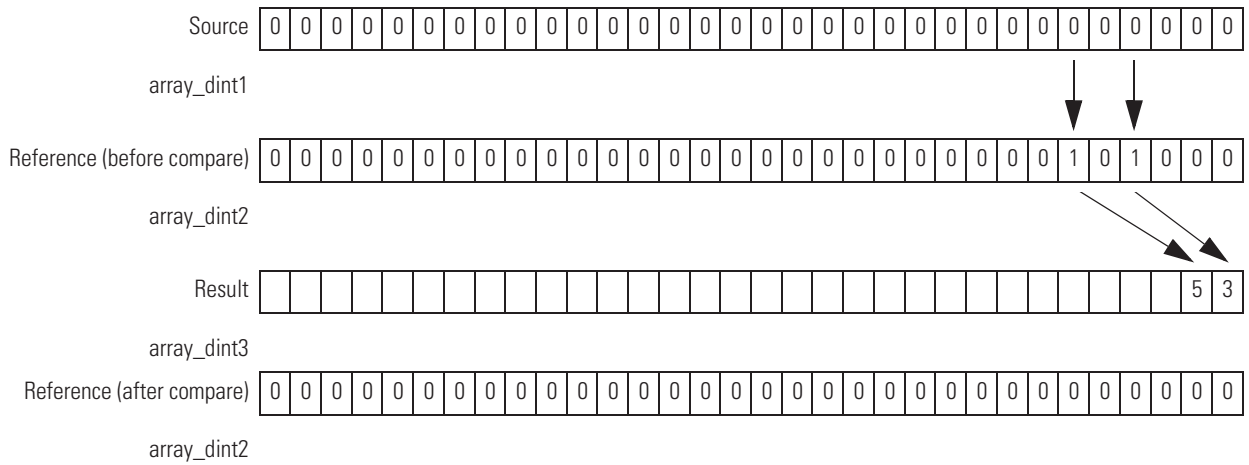 Source 0 0 0 0 0 0 0 0 0 0 0 0 0 0 0 0 0 0 0 0 0 0 0 0 0 0 0 0 0 0 0 0
array_dint1
Reference (before compare) 0 0 0 0 0 0 0 0 0 0 0 0 0 0 0 0 0 0 0 0 0 0 0 0 0 0 1 0 1 0 0 0
array_dint2
Result 5 3
array_dint3
Reference (after compare) 0 0 0 0 0 0 0 0 0 0 0 0 0 0 0 0 0 0 0 0 0 0 0 0 0 0 0 0 0 0 0 0
array_dint2